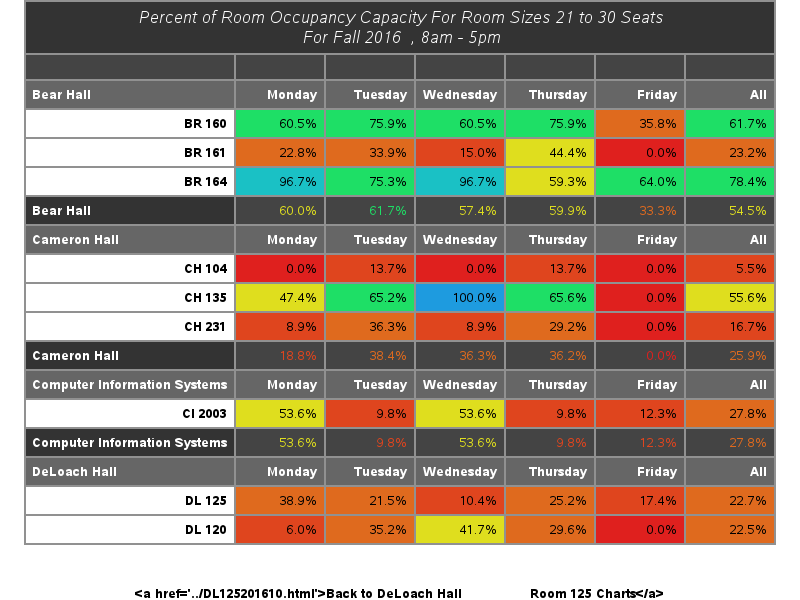 Percent of Room Occupancy Capacity For Room Sizes 21 to 30 Seats
For Fall 2016 , 8am - 5pm
Bear Hall Monday Tuesday Wednesday Thursday Friday All
BR 160 60.5% 75.9% 60.5% 75.9% 35.8% 61.7%
BR 161 22.8% 33.9% 15.0% 44.4% 0.0% 23.2%
BR 164 96.7% 75.3% 96.7% 59.3% 64.0% 78.4%
Bear Hall 60.0% 61.7% 57.4% 59.9% 33.3% 54.5%
Cameron Hall Monday Tuesday Wednesday Thursday Friday All
CH 104 0.0% 13.7% 0.0% 13.7% 0.0% 5.5%
CH 135 47.4% 65.2% 100.0% 65.6% 0.0% 55.6%
CH 231 8.9% 36.3% 8.9% 29.2% 0.0% 16.7%
Cameron Hall 18.8% 38.4% 36.3% 36.2% 0.0% 25.9%
Computer Information Systems Monday Tuesday Wednesday Thursday Friday All
CI 2003 53.6% 9.8% 53.6% 9.8% 12.3% 27.8%
Computer Information Systems 53.6% 9.8% 53.6% 9.8% 12.3% 27.8%
DeLoach Hall Monday Tuesday Wednesday Thursday Friday All
DL 125 38.9% 21.5% 10.4% 25.2% 17.4% 22.7%
DL 120 6.0% 35.2% 41.7% 29.6% 0.0% 22.5%
<a href='../DL125201610.html'>Back to DeLoach Hall Room 125 Charts</a>